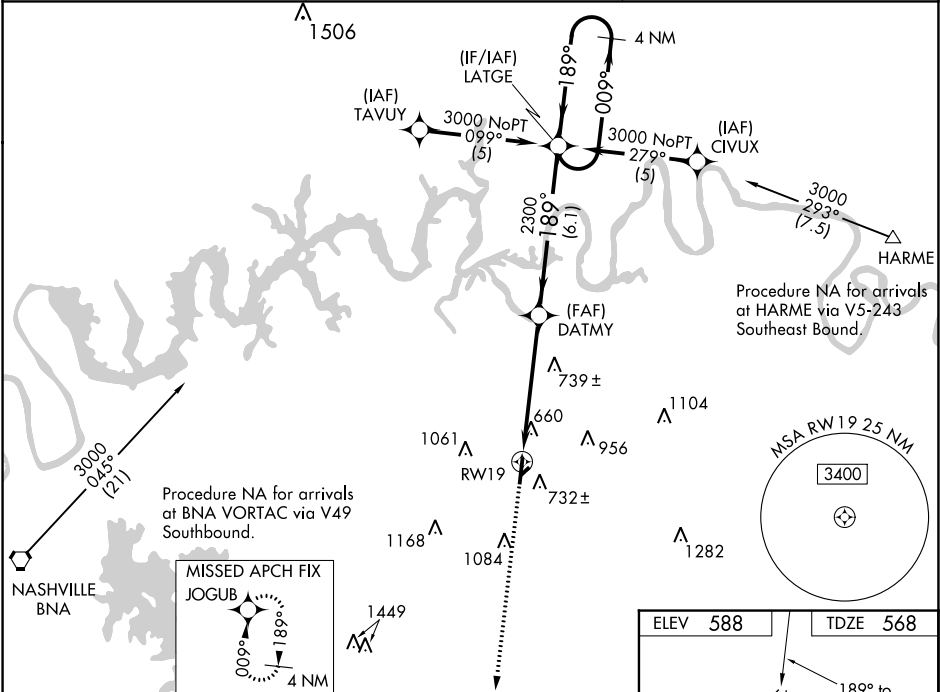 1506
4 NM
(IF/IAF)
LATGE
189°
009°
(IAF)
TAVUY
3000 NoPT
099°
(5)
3000 NoPT
279°
(5)
(IAF)
CIVUX
3000
293°
(7.5)
HARME
2300
189°
(6.1)
Procedure NA for arrivals
at HARME via V5-243
Southeast Bound.
(FAF)
DATMY
739 ±
660
1104
956
1061
RW19
732 ±
MSA RW19 25 NM
3400
3000
045°
(21)
Procedure NA for arrivals
at BNA VORTAC via V49
Southbound.
1168
1084
1282
NASHVILLE
BNA
MISSED APCH FIX
JOGUB
009°
189°
4 NM
1449
ELEV 588
TDZE 568
189° to